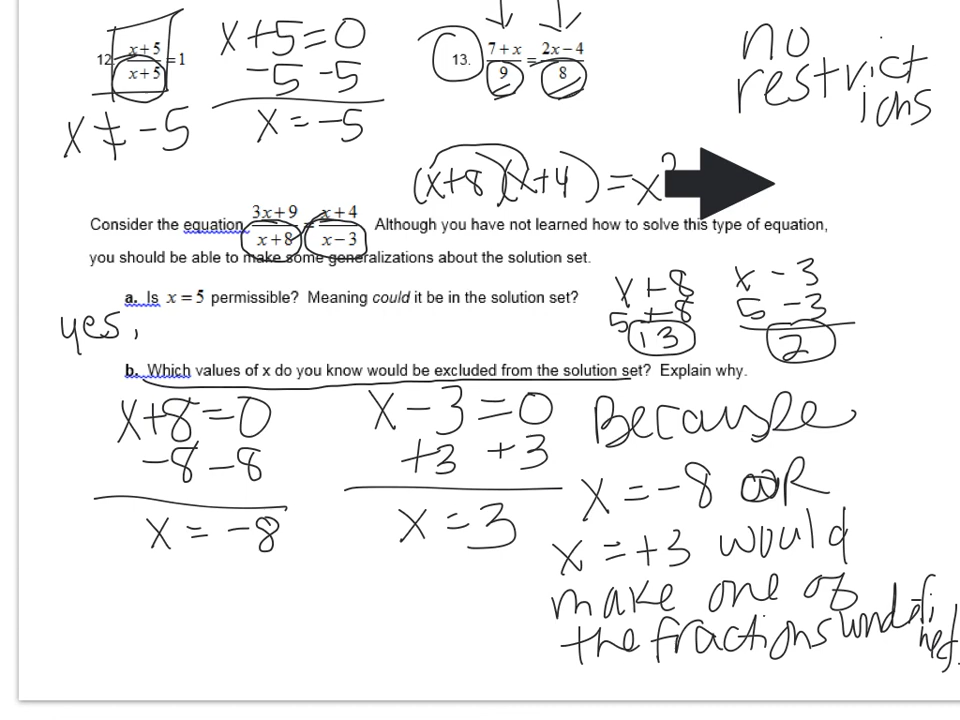 12. x+5/x+5 = 1
x+5=0
-5 -5
x=-5
x≠-5
13. 7+x/9 = 2x-4/8
no
restrict
ions
(x+8)(x+4)=x²
Consider the equation 3x+9/x+8 = x+4/x-3 Although you have not learned how to solve this type of equation,
you should be able to make some generalizations about the solution set.
a. Is x = 5 permissible? Meaning could it be in the solution set?
yes,
x+8
5+8
13
x-3
5-3
2
b. Which values of x do you know would be excluded from the solution set? Explain why.
x+8=0
-8-8
x=-8
x-3=0
+3 +3
x=3
Because
x=-8 OR
x=+3 would
make one of
the fractions undefi
ned.